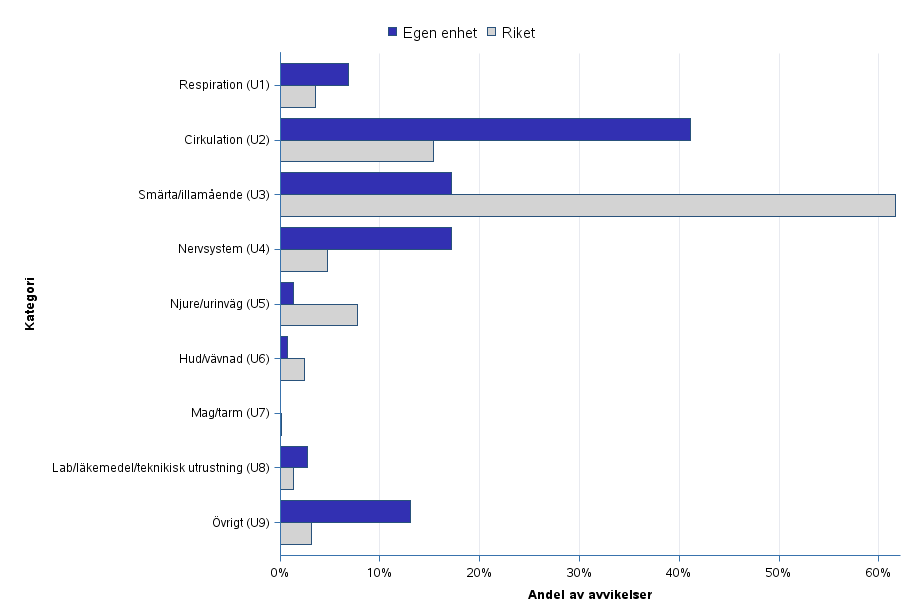 Egen enhet Riket
Respiration (U1)
Cirkulation (U2)
Smärta/illamående (U3)
Nervsystem (U4)
Njure/urinväg (U5)
Hud/vävnad (U6)
Mag/tarm (U7)
Lab/läkemedel/teknikisk utrustning (U8)
Övrigt (U9)
Kategori
0% 10% 20% 30% 40% 50% 60%
Andel av avvikelser